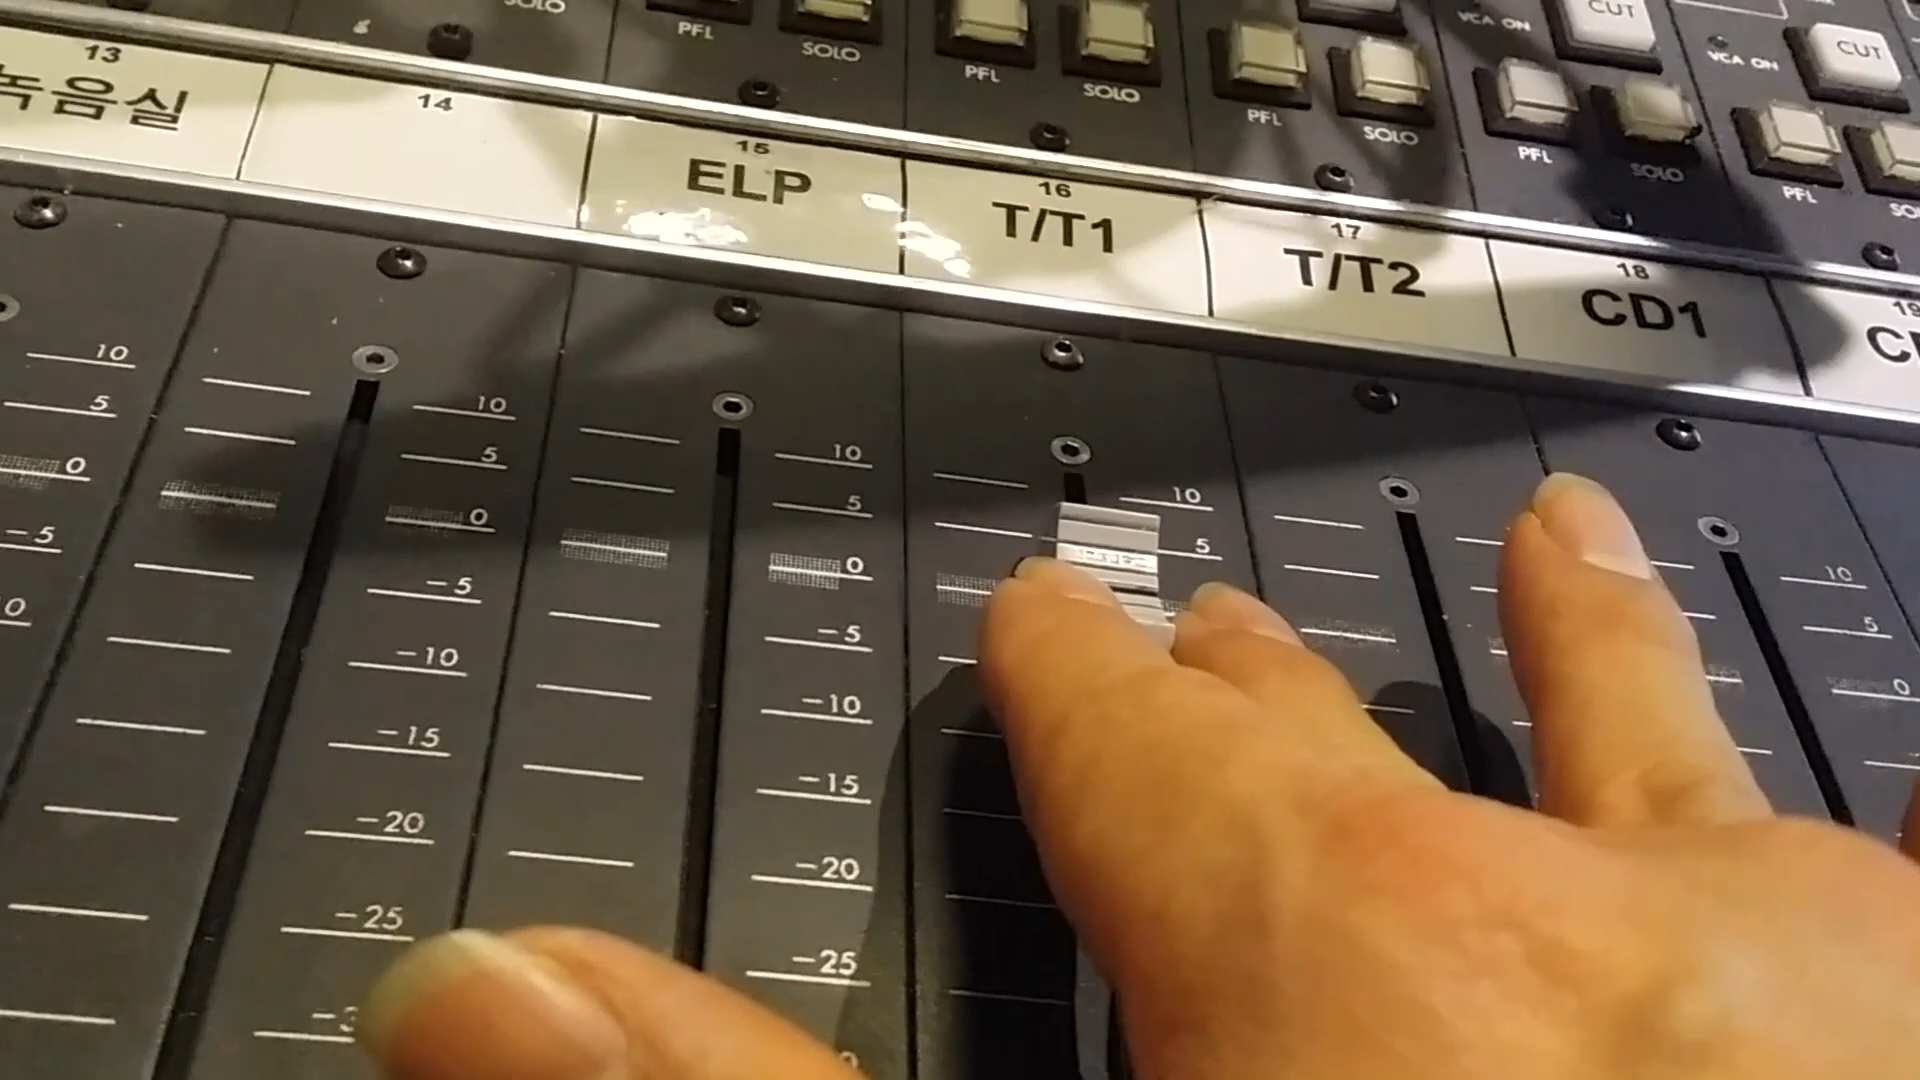 SOLO
PFL
SOLO
PFL
SOLO
PFL
SOLO
VCA ON
CUT
PFL
SOLO
VCA ON
CUT
PFL
13
녹음실
14
15
ELP
16
T/T1
17
T/T2
18
CD1
19
10
5
0
-5
10
5
0
-5
-10
-15
-20
-25
10
5
0
-5
-10
-15
-20
-25
10
5
10
5
0